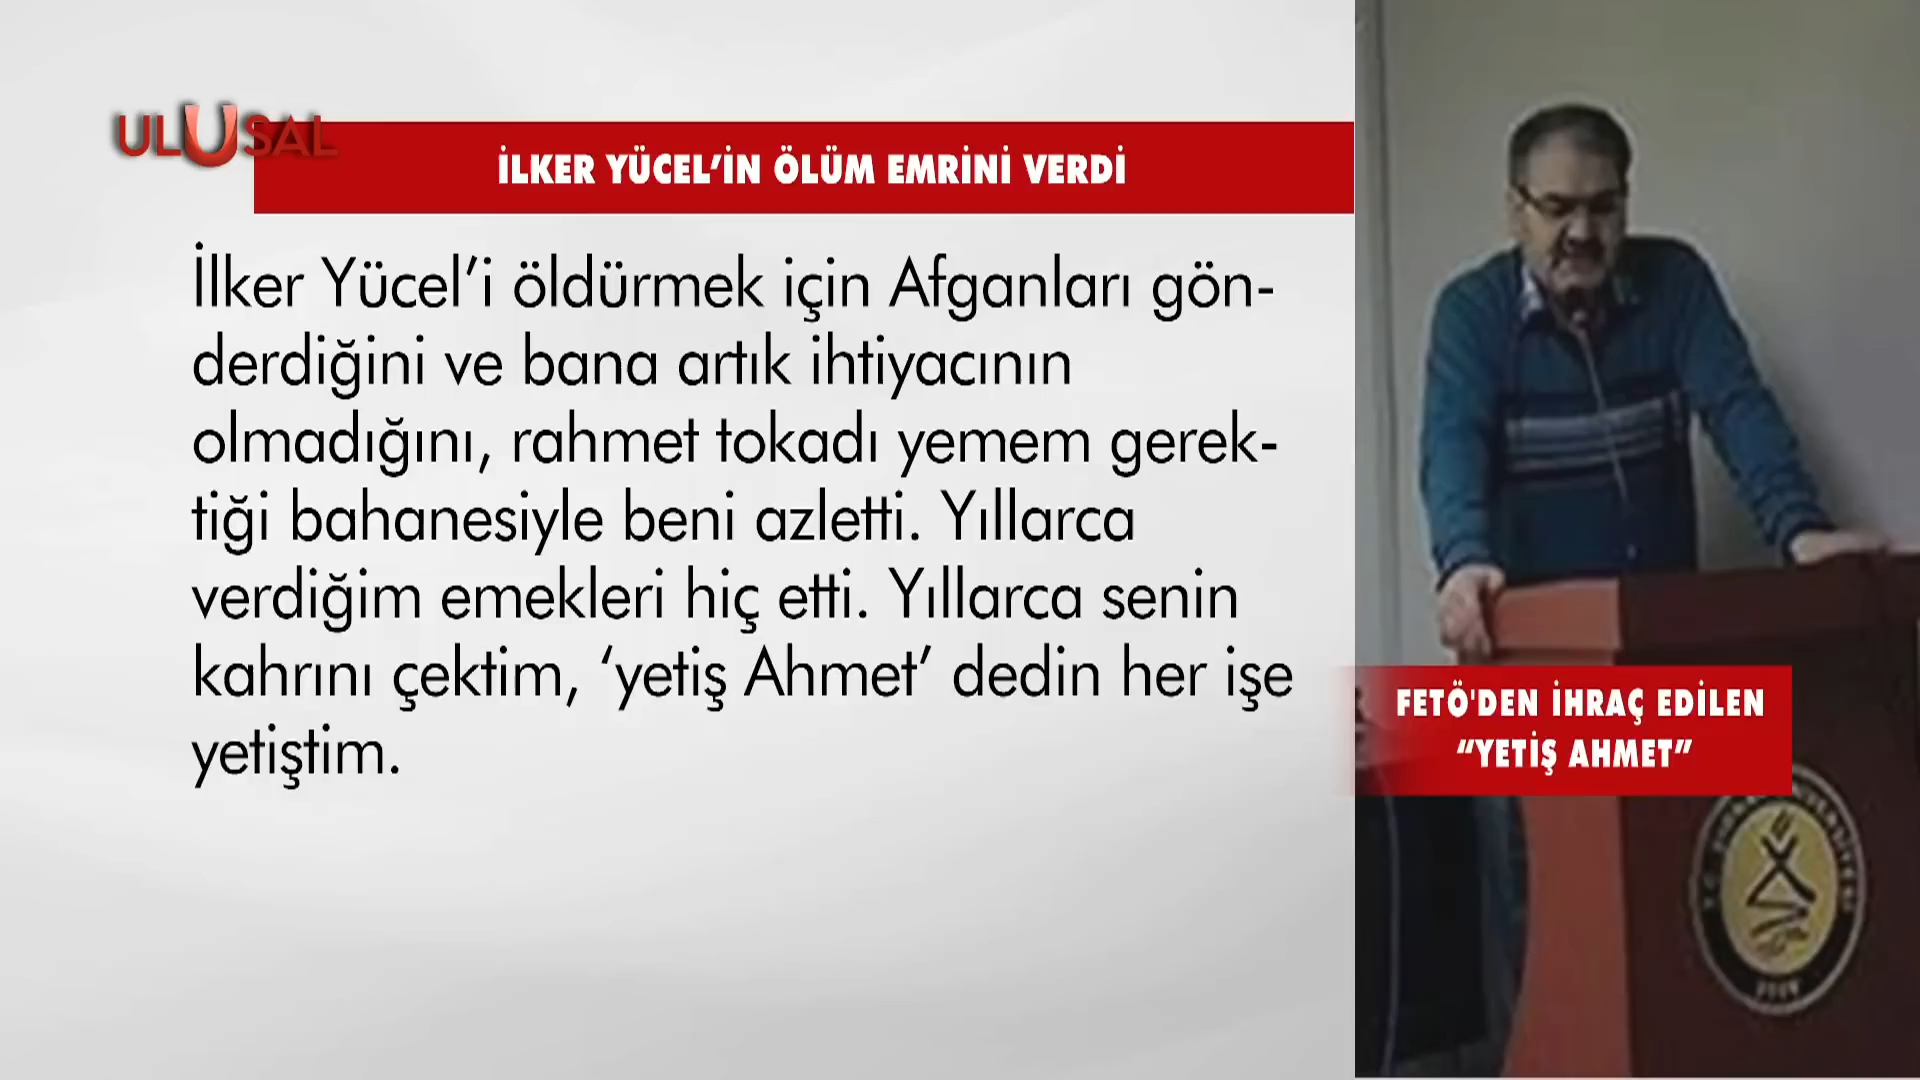 ULUSAL
İLKER YÜCEL’İN ÖLÜM EMRİNİ VERDİ
İlker Yücel’i öldürmek için Afganları gön-
derdiğini ve bana artık ihtiyacının
olmadığını, rahmet tokadı yemem gerek-
tiği bahanesiyle beni azletti. Yıllarca
verdiğim emekleri hiç etti. Yıllarca senin
kahrını çektim, ‘yetiş Ahmet’ dedin her işe
yetiştim.
FETÖ'DEN İHRAÇ EDİLEN
“YETİŞ AHMET”